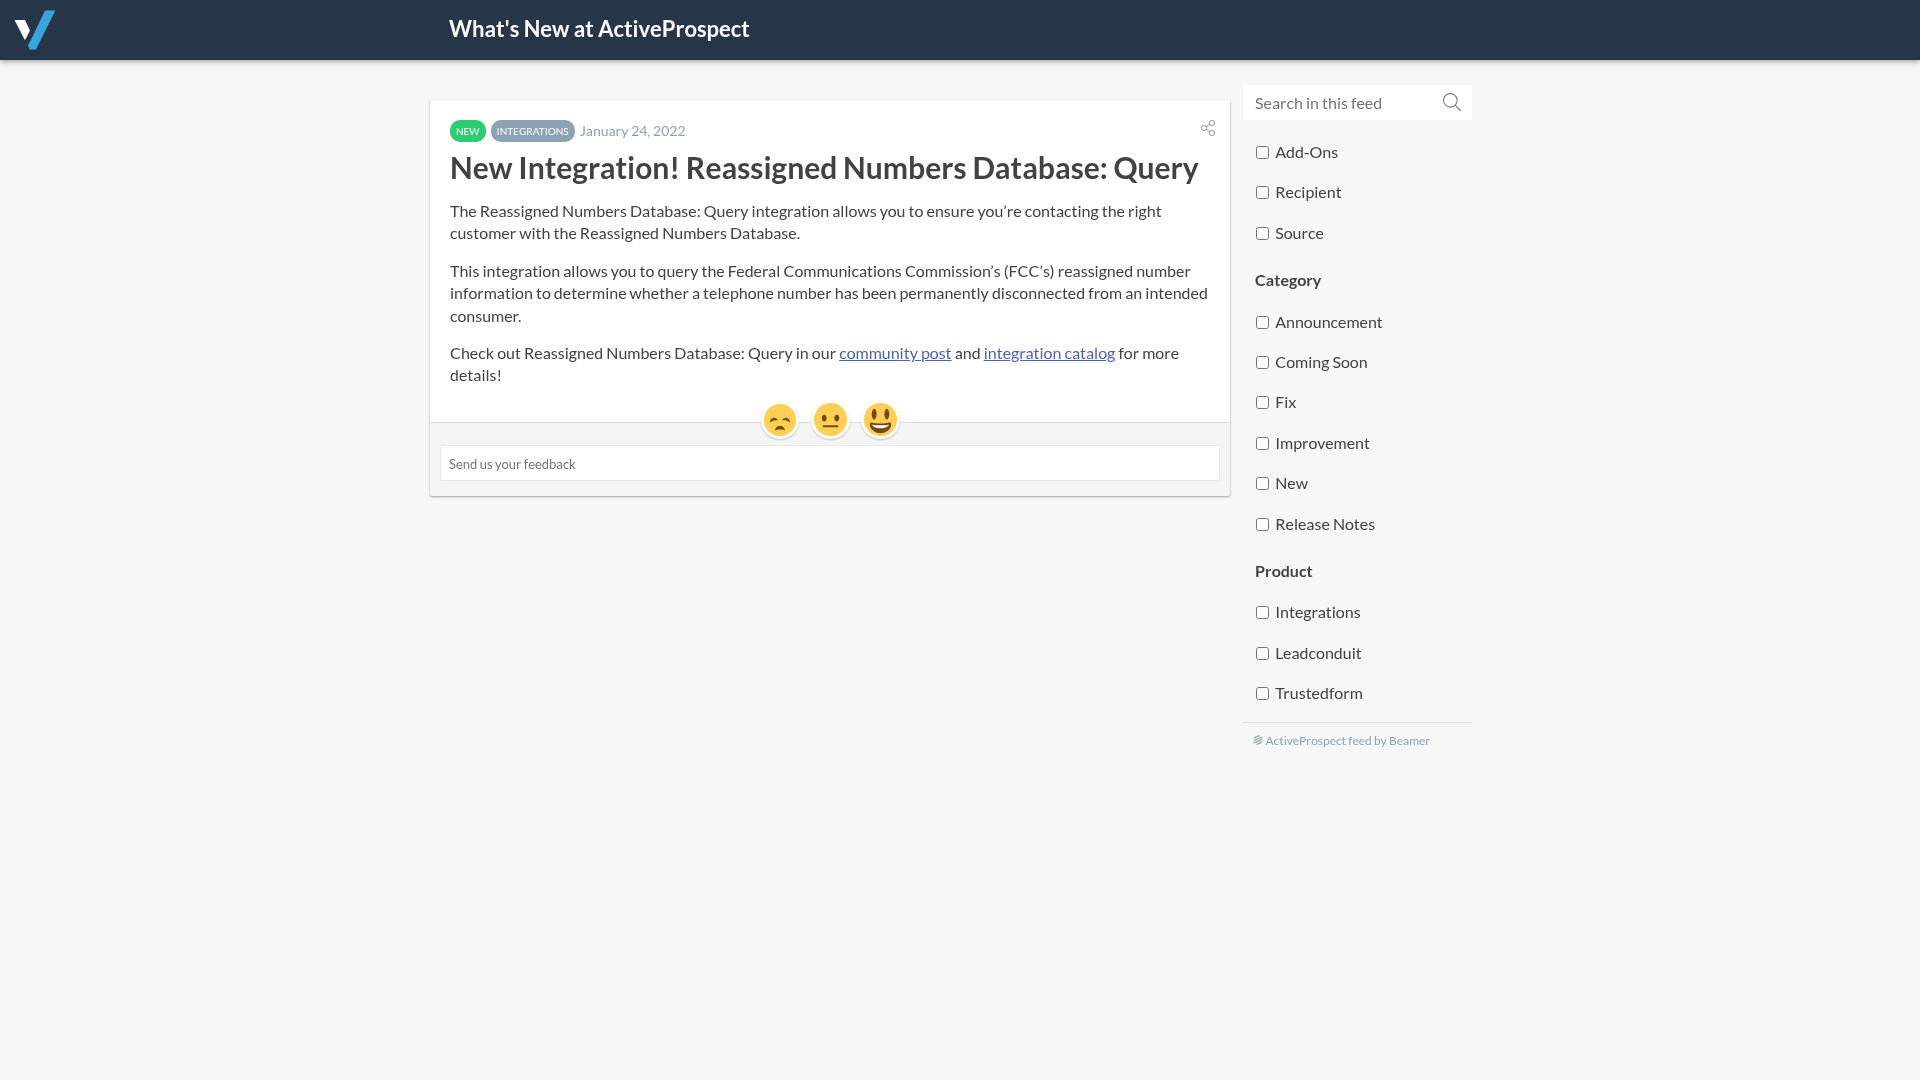 What's New at ActiveProspect
NEW INTEGRATIONS January 24, 2022
New Integration! Reassigned Numbers Database: Query
The Reassigned Numbers Database: Query integration allows you to ensure you’re contacting the right
customer with the Reassigned Numbers Database.
This integration allows you to query the Federal Communications Commission’s (FCC’s) reassigned number
information to determine whether a telephone number has been permanently disconnected from an intended
consumer.
Check out Reassigned Numbers Database: Query in our community post and integration catalog for more
details!
Send us your feedback
Search in this feed
Add-Ons
Recipient
Source
Category
Announcement
Coming Soon
Fix
Improvement
New
Release Notes
Product
Integrations
Leadconduit
Trustedform
ActiveProspect feed by Beamer